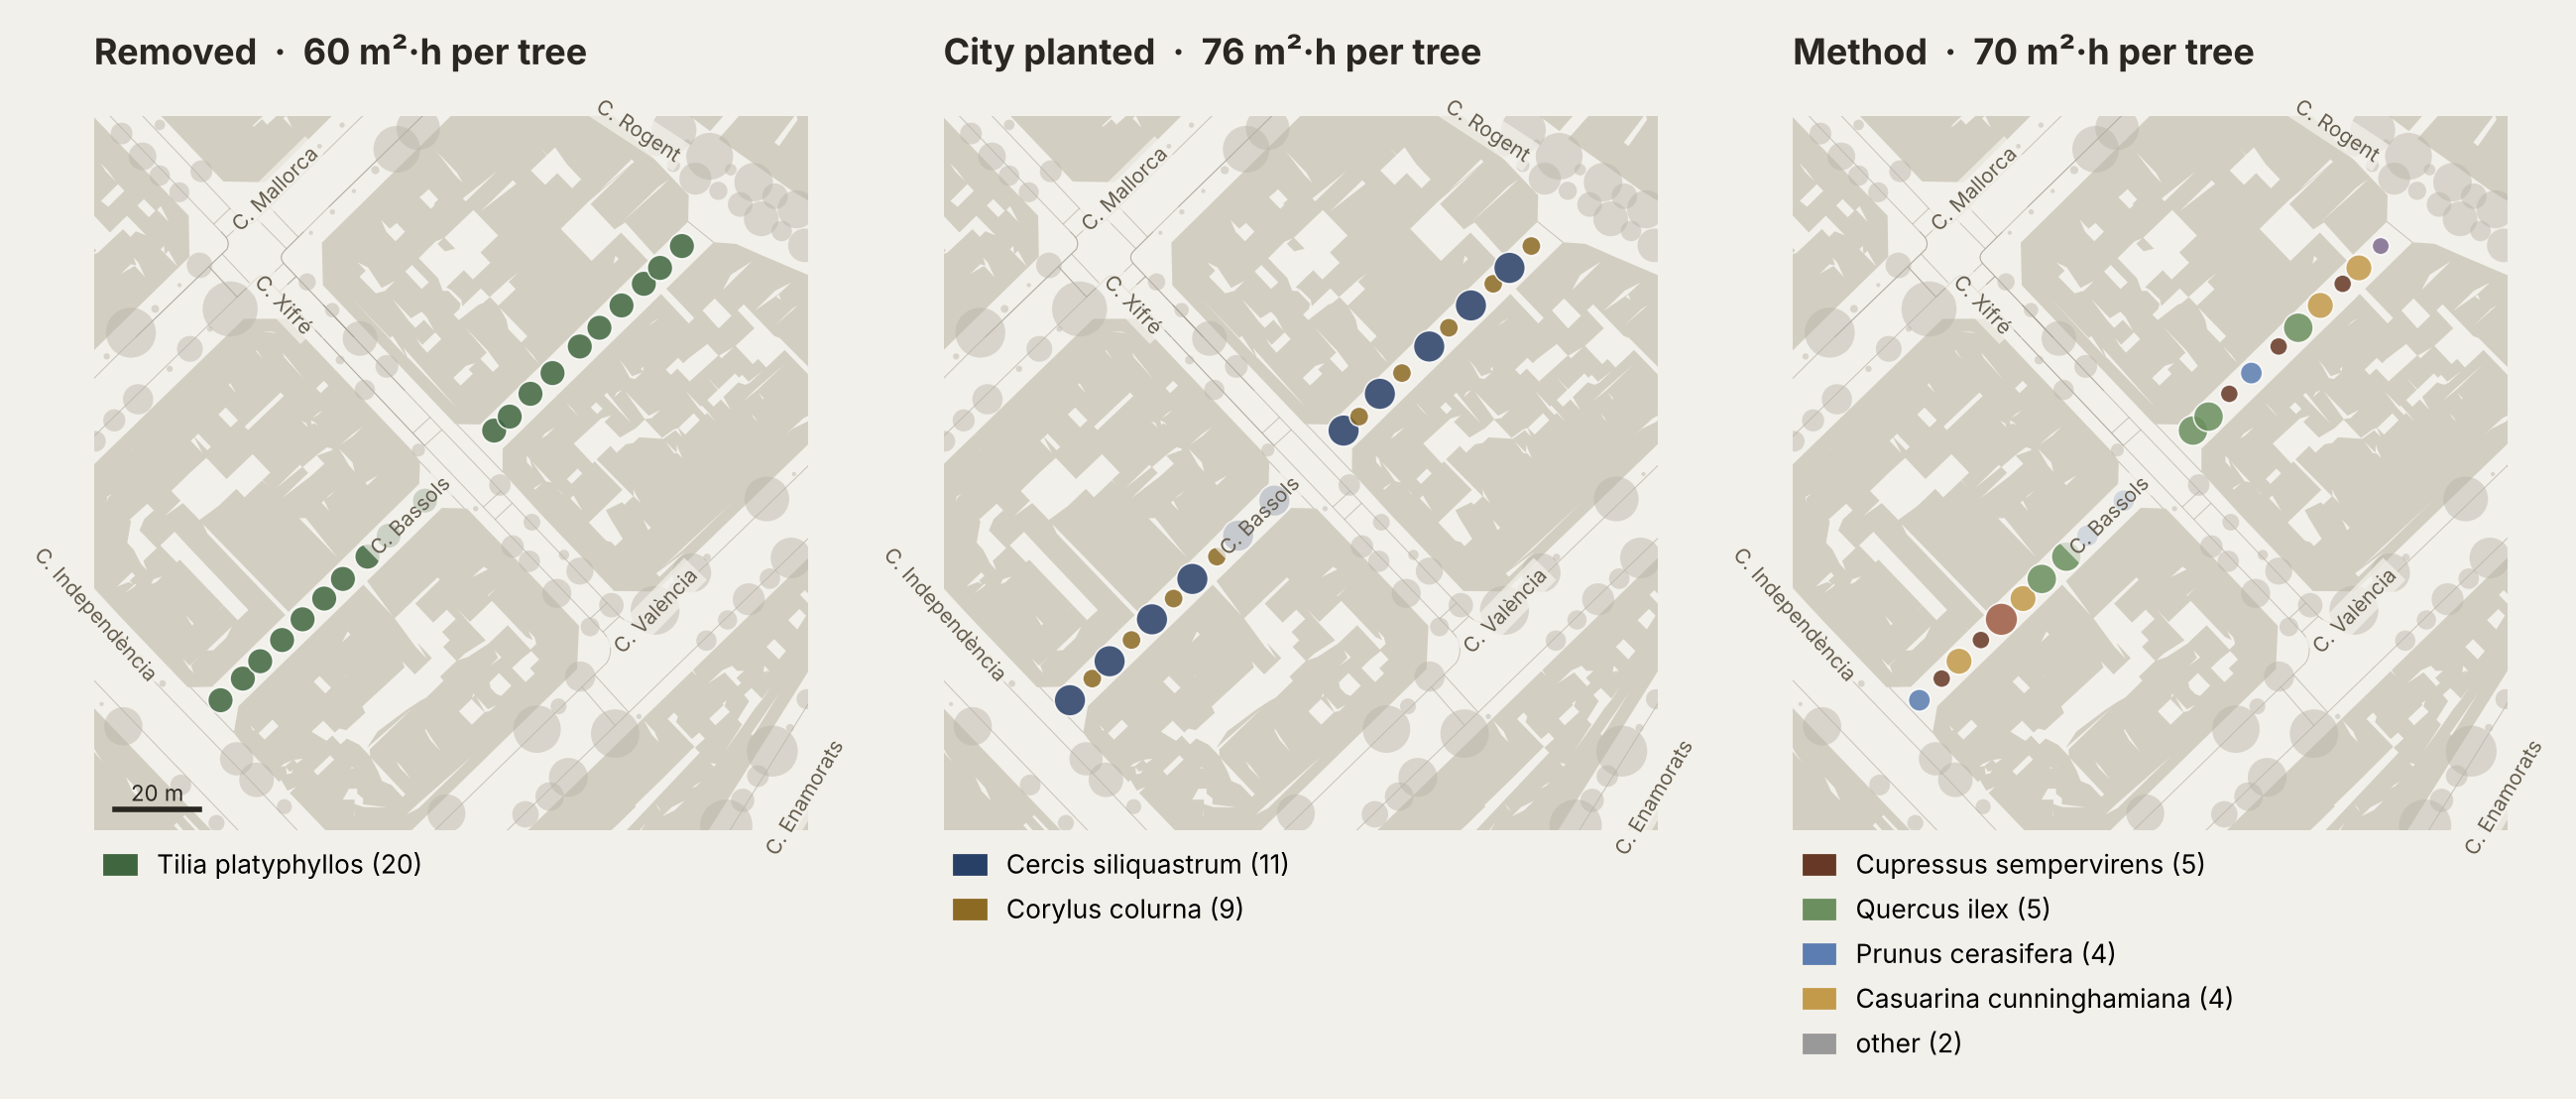 Removed · 60 m²·h per tree
C. Rogent
C. Mallorca
C. Xifré
C. Bassols
C. Independència
C. València
C. Enamorats
20 m
Tilia platyphyllos (20)
City planted · 76 m²·h per tree
C. Rogent
C. Mallorca
C. Xifré
C. Bassols
C. Independència
C. València
C. Enamorats
Cercis siliquastrum (11)
Corylus colurna (9)
Method · 70 m²·h per tree
C. Rogent
C. Mallorca
C. Xifré
C. Bassols
C. Independència
C. València
C. Enamorats
Cupressus sempervirens (5)
Quercus ilex (5)
Prunus cerasifera (4)
Casuarina cunninghamiana (4)
other (2)